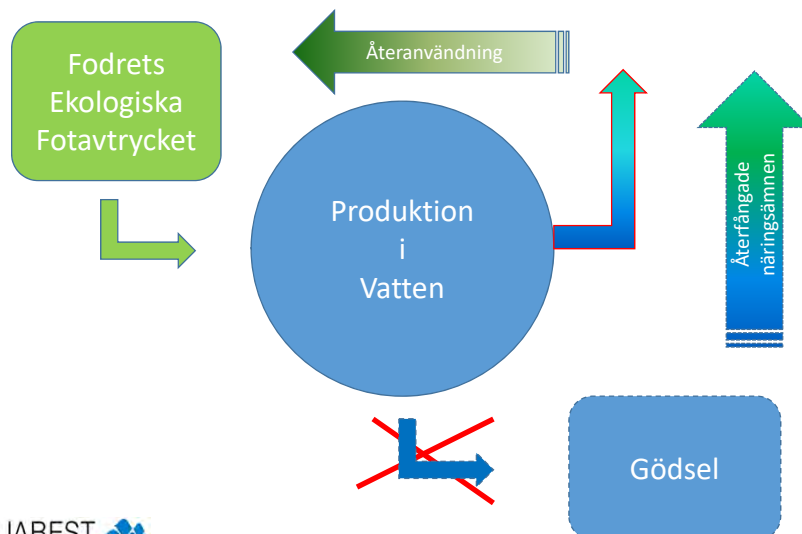 Återanvändning
Fodrets
Ekologiska
Fotavtrycket
Produktion
i
Vatten
Återfångade
näringsämnen
Gödsel